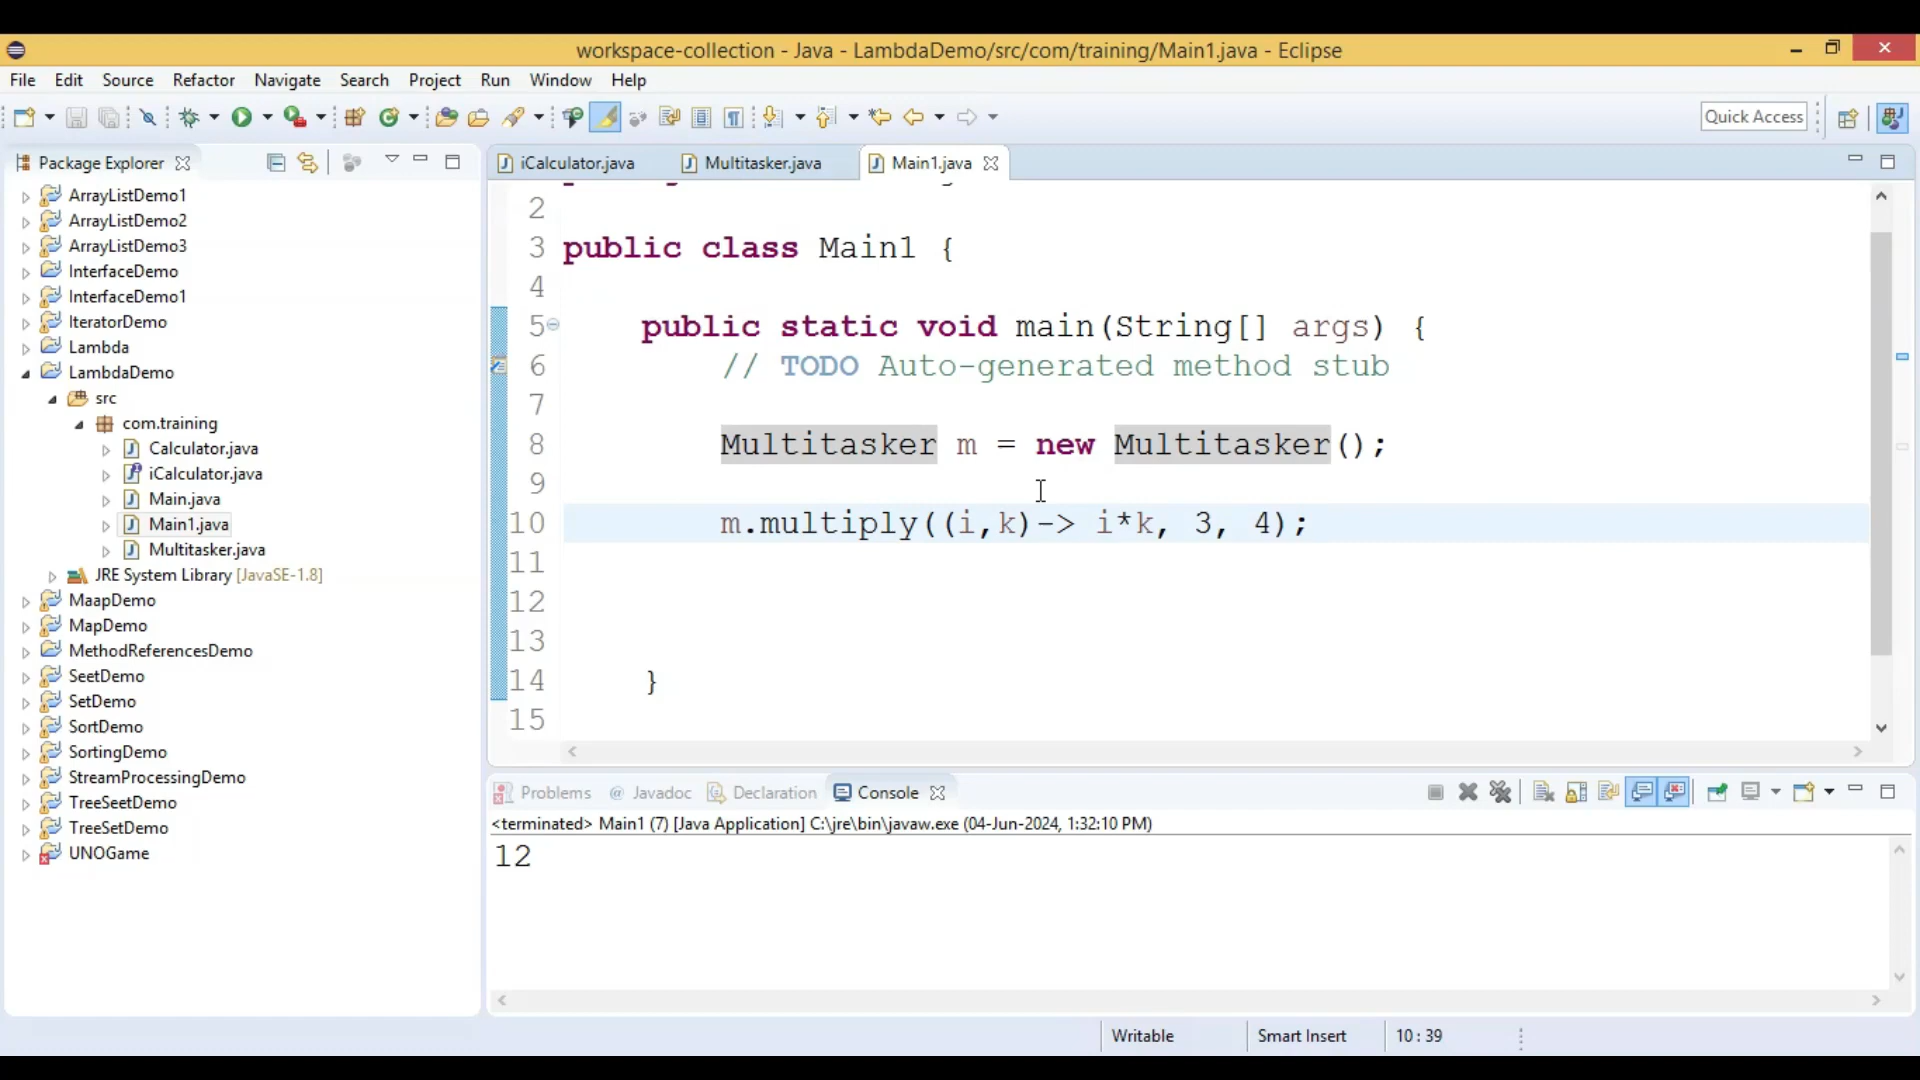 workspace-collection - Java - LambdaDemo/src/com/training/Main1.java - Eclipse
File Edit Source Refactor Navigate Search Project Run Window Help
Quick Access
Package Explorer
iCalculator.java
Multitasker.java
Main1.java
ArrayListDemo1
ArrayListDemo2
ArrayListDemo3
InterfaceDemo
InterfaceDemo1
IteratorDemo
Lambda
LambdaDemo
src
com.training
Calculator.java
iCalculator.java
Main.java
Main1.java
Multitasker.java
JRE System Library [JavaSE-1.8]
MaapDemo
MapDemo
MethodReferencesDemo
SeetDemo
SetDemo
SortDemo
SortingDemo
StreamProcessingDemo
TreeSeetDemo
TreeSetDemo
UNOGame
2
3 public class Main1 {
4
5 public static void main(String[] args) {
6 // TODO Auto-generated method stub
7
8 Multitasker m = new Multitasker();
9
10 m.multiply((i,k)-> i*k, 3, 4);
11
12
13
14 }
15
Problems @ Javadoc Declaration Console
<terminated> Main1 (7) [Java Application] C:\jre\bin\javaw.exe (04-Jun-2024, 1:32:10 PM)
12
Writable Smart Insert 10 : 39